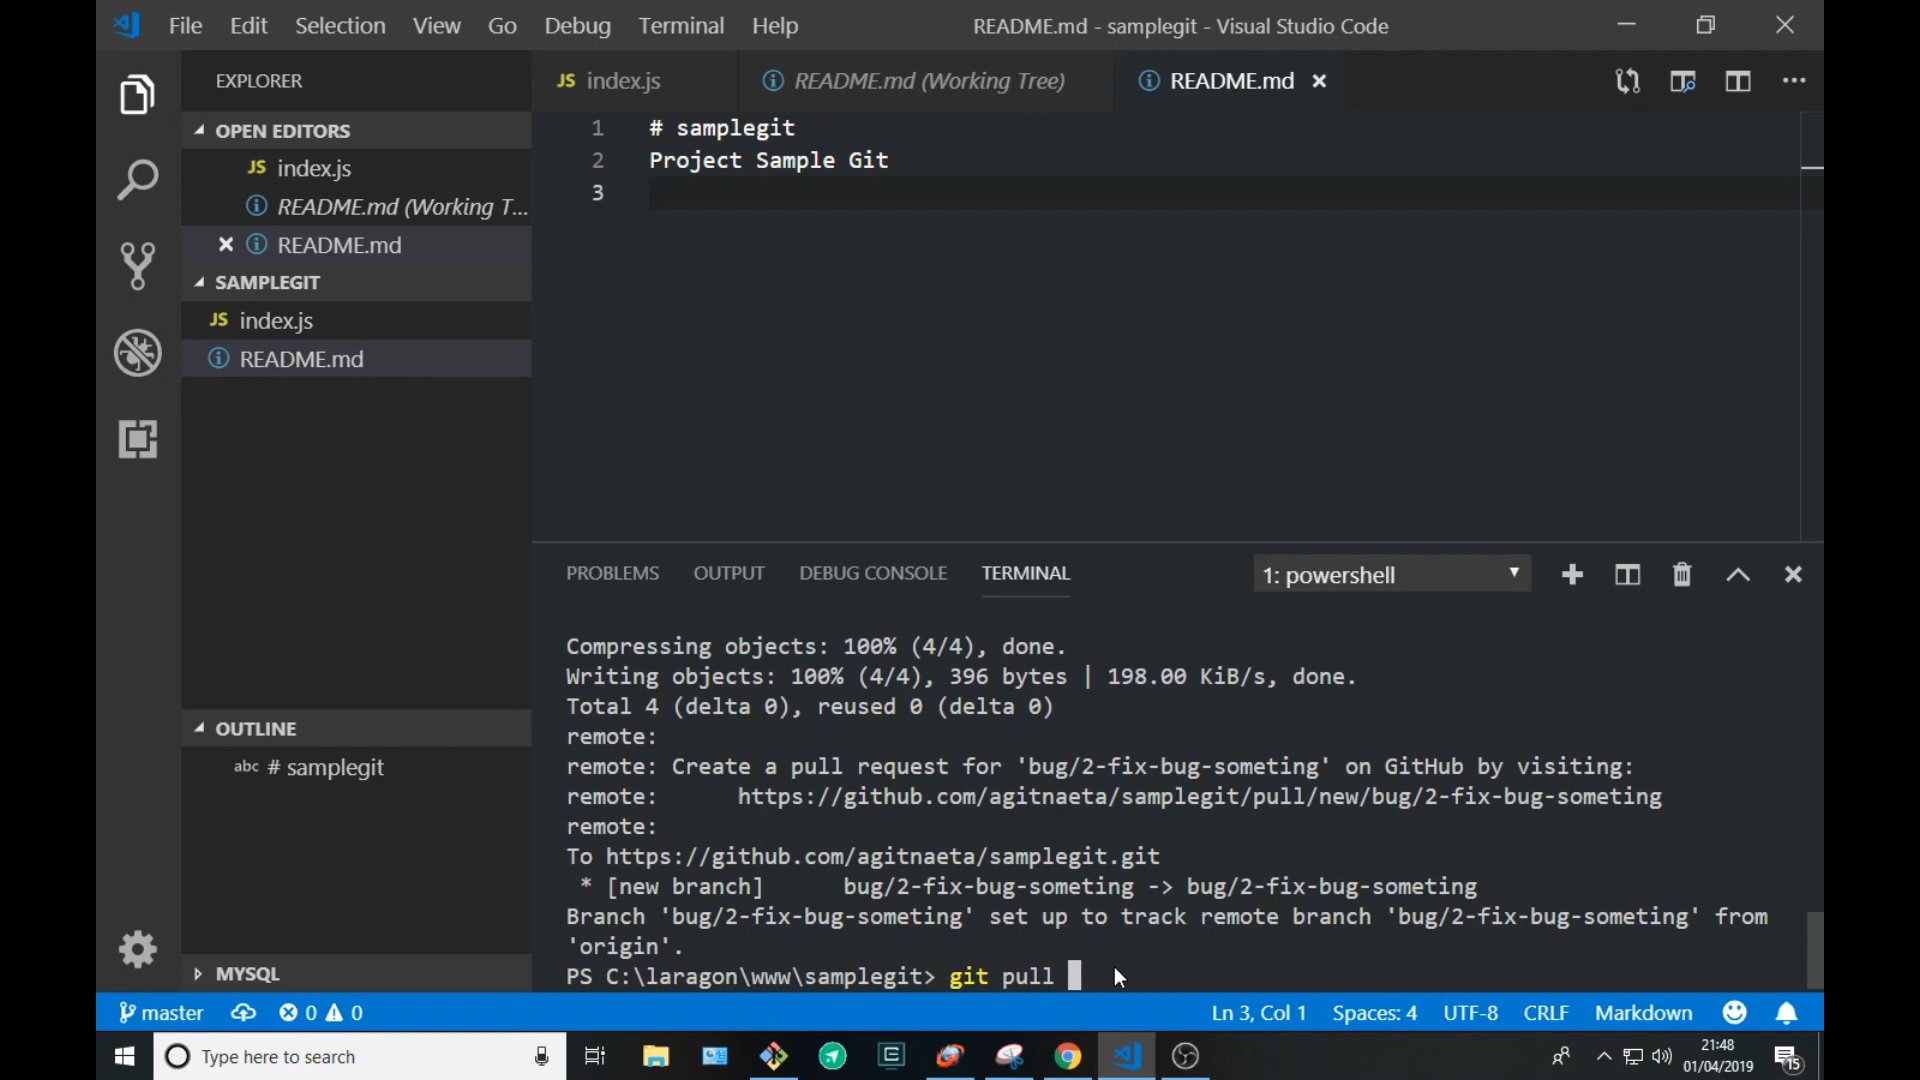 File Edit Selection View Go Debug Terminal Help README.md - samplegit - Visual Studio Code
EXPLORER
OPEN EDITORS
JS index.js
README.md (Working T...
README.md
SAMPLEGIT
JS index.js
README.md
OUTLINE
abc # samplegit
MYSQL
JS index.js README.md (Working Tree) README.md
1 # samplegit
2 Project Sample Git
3
PROBLEMS OUTPUT DEBUG CONSOLE TERMINAL 1: powershell
Compressing objects: 100% (4/4), done.
Writing objects: 100% (4/4), 396 bytes | 198.00 KiB/s, done.
Total 4 (delta 0), reused 0 (delta 0)
remote:
remote: Create a pull request for 'bug/2-fix-bug-someting' on GitHub by visiting:
remote: https://github.com/agitnaeta/samplegit/pull/new/bug/2-fix-bug-someting
remote:
To https://github.com/agitnaeta/samplegit.git
* [new branch] bug/2-fix-bug-someting -> bug/2-fix-bug-someting
Branch 'bug/2-fix-bug-someting' set up to track remote branch 'bug/2-fix-bug-someting' from
'origin'.
PS C:\laragon\www\samplegit> git pull
master 0 0 Ln 3, Col 1 Spaces: 4 UTF-8 CRLF Markdown
Type here to search
21:48
01/04/2019
15